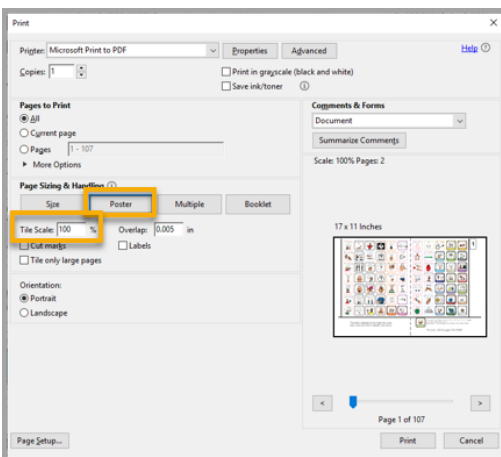 Print
Printer: Microsoft Print to PDF Properties Advanced Help
Copies: 1 Print in grayscale (black and white)
Save ink/toner
Pages to Print
All
Current page
Pages 1 - 107
More Options
Comments & Forms
Document
Summarize Comments
Scale: 100% Pages: 2
Page Sizing & Handling
Size Poster Multiple Booklet
Tile Scale: 100 % Overlap: 0.005 in
Cut marks Labels
Tile only large pages
Orientation:
Portrait
Landscape
17 x 11 Inches
1
< >
Page 1 of 107
Page Setup... Print Cancel